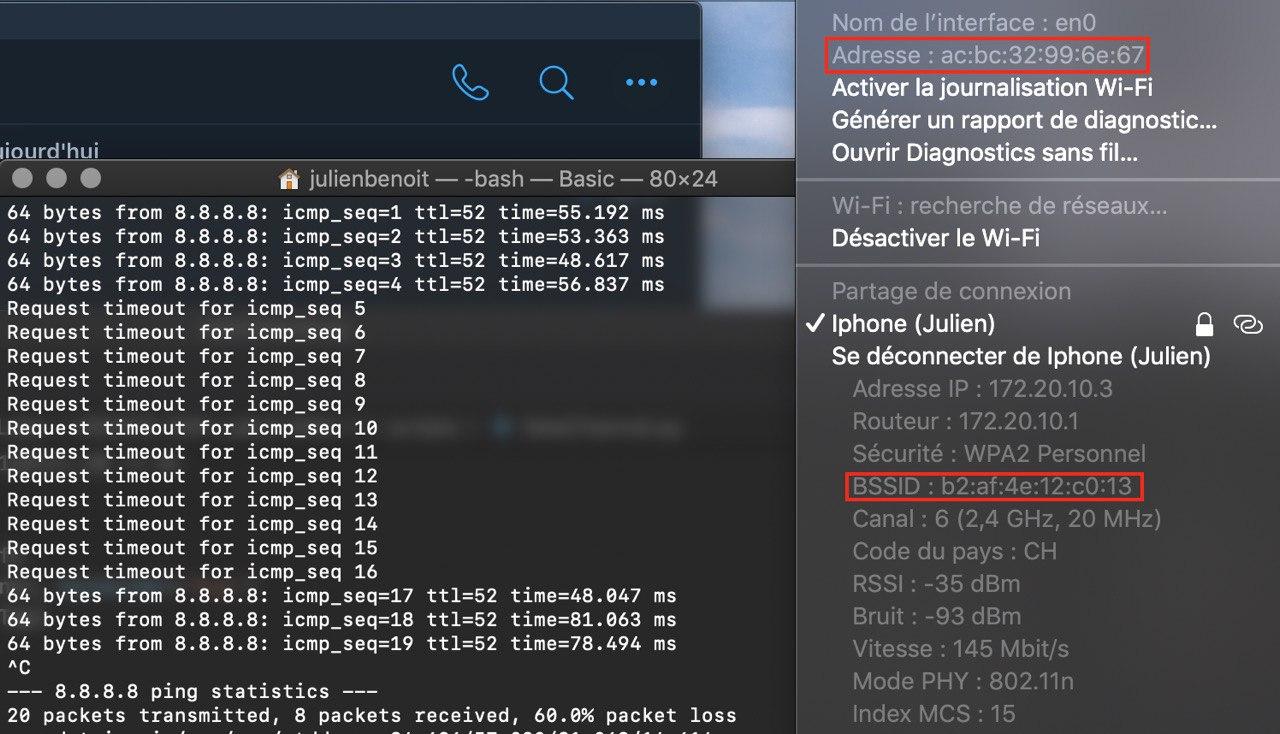 jourd'hui
julienbenoit — -bash — Basic — 80×24
64 bytes from 8.8.8.8: icmp_seq=1 ttl=52 time=55.192 ms
64 bytes from 8.8.8.8: icmp_seq=2 ttl=52 time=53.363 ms
64 bytes from 8.8.8.8: icmp_seq=3 ttl=52 time=48.617 ms
64 bytes from 8.8.8.8: icmp_seq=4 ttl=52 time=56.837 ms
Request timeout for icmp_seq 5
Request timeout for icmp_seq 6
Request timeout for icmp_seq 7
Request timeout for icmp_seq 8
Request timeout for icmp_seq 9
Request timeout for icmp_seq 10
Request timeout for icmp_seq 11
Request timeout for icmp_seq 12
Request timeout for icmp_seq 13
Request timeout for icmp_seq 14
Request timeout for icmp_seq 15
Request timeout for icmp_seq 16
64 bytes from 8.8.8.8: icmp_seq=17 ttl=52 time=48.047 ms
64 bytes from 8.8.8.8: icmp_seq=18 ttl=52 time=81.063 ms
64 bytes from 8.8.8.8: icmp_seq=19 ttl=52 time=78.494 ms
^C
--- 8.8.8.8 ping statistics ---
20 packets transmitted, 8 packets received, 60.0% packet loss
Nom de l’interface : en0
Adresse : ac:bc:32:99:6e:67
Activer la journalisation Wi-Fi
Générer un rapport de diagnostic...
Ouvrir Diagnostics sans fil...
Wi-Fi : recherche de réseaux...
Désactiver le Wi-Fi
Partage de connexion
✓ Iphone (Julien)
Se déconnecter de Iphone (Julien)
Adresse IP : 172.20.10.3
Routeur : 172.20.10.1
Sécurité : WPA2 Personnel
BSSID : b2:af:4e:12:c0:13
Canal : 6 (2,4 GHz, 20 MHz)
Code du pays : CH
RSSI : -35 dBm
Bruit : -93 dBm
Vitesse : 145 Mbit/s
Mode PHY : 802.11n
Index MCS : 15